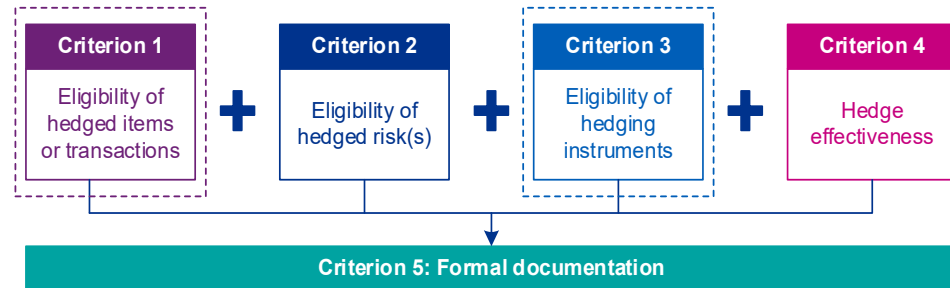 Criterion 1
Eligibility of
hedged items
or transactions
Criterion 2
Eligibility of
hedged risk(s)
Criterion 3
Eligibility of
hedging
instruments
Criterion 4
Hedge
effectiveness
Criterion 5: Formal documentation